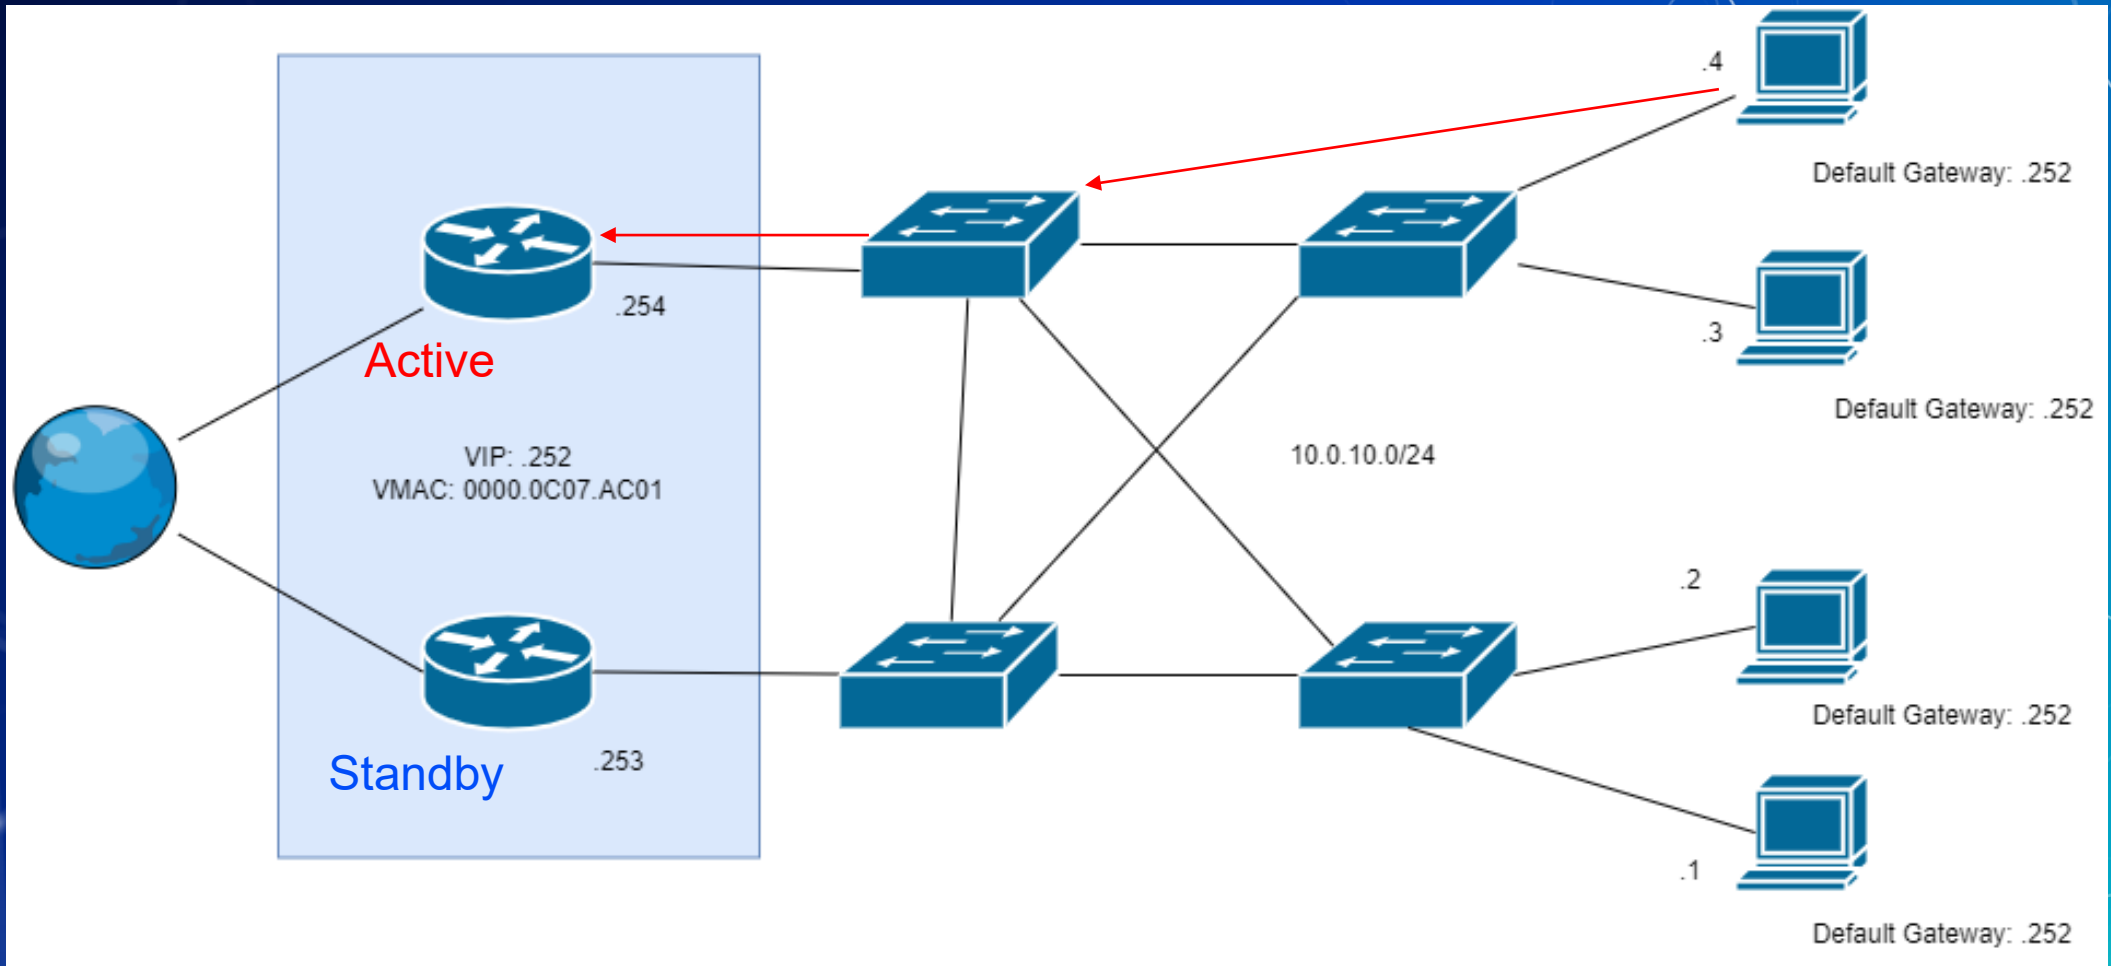 .4
Default Gateway: .252
.254
.3
Active
Default Gateway: .252
VIP: .252
VMAC: 0000.0C07.AC01
10.0.10.0/24
.2
Default Gateway: .252
Standby
.253
.1
Default Gateway: .252